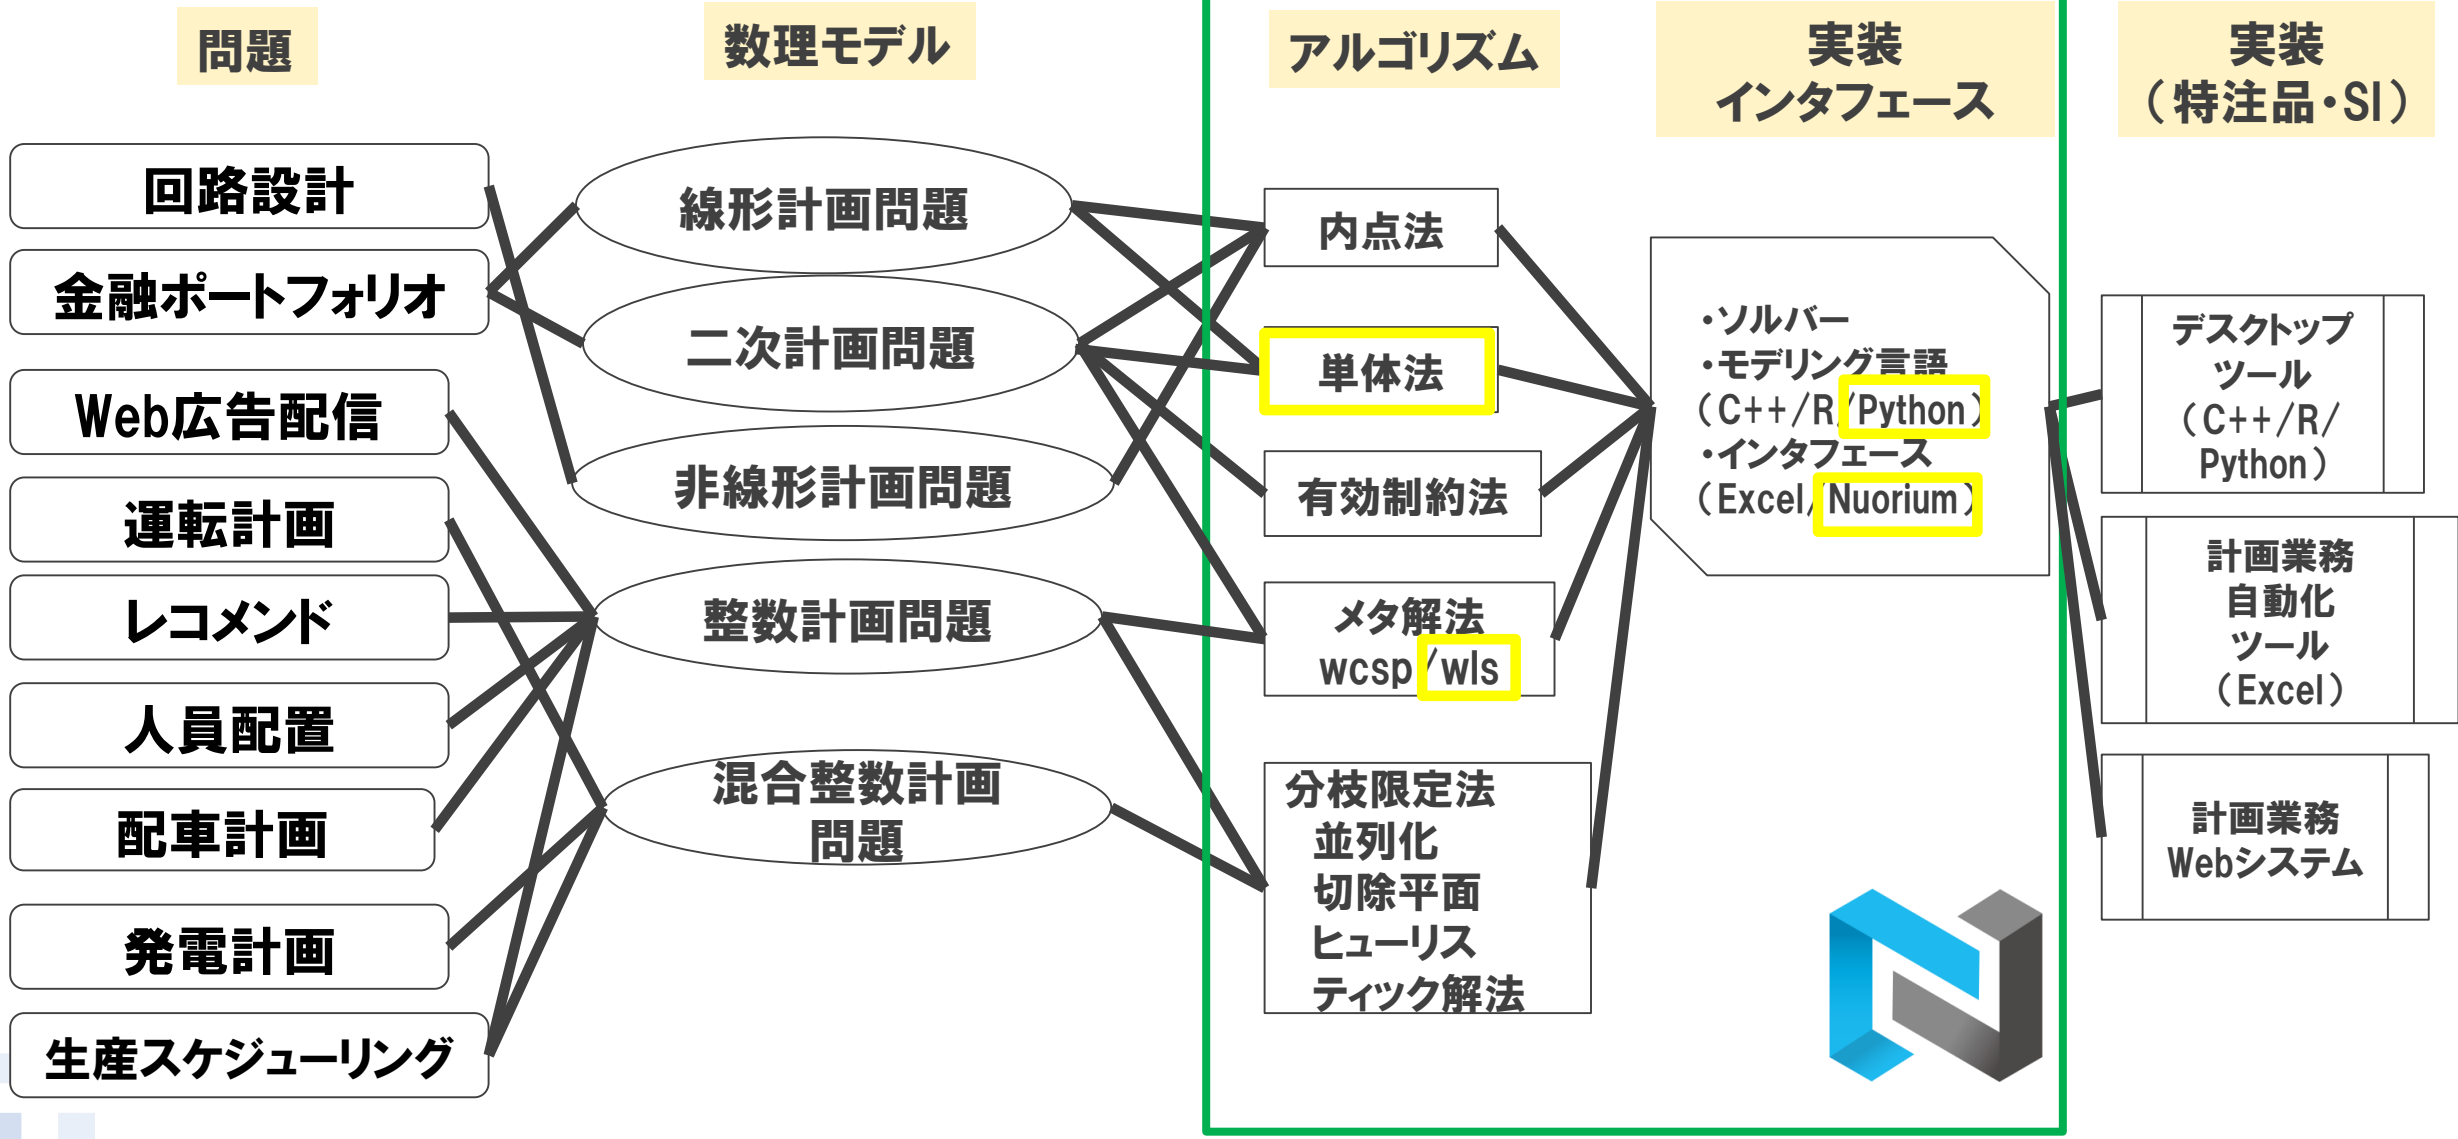 問題
数理モデル
アルゴリズム
実装
インタフェース
実装
（特注品・SI）
回路設計
金融ポートフォリオ
Web広告配信
運転計画
レコメンド
人員配置
配車計画
発電計画
生産スケジューリング
線形計画問題
二次計画問題
非線形計画問題
整数計画問題
混合整数計画
問題
内点法
単体法
有効制約法
メタ解法
wcsp/wls
分枝限定法
並列化
切除平面
ヒューリス
ティック解法
・ソルバー
・モデリング言語
（C++/R/Python）
・インタフェース
（Excel/Nuorium）
デスクトップ
ツール
（C++/R/
Python）
計画業務
自動化
ツール
（Excel）
計画業務
Webシステム